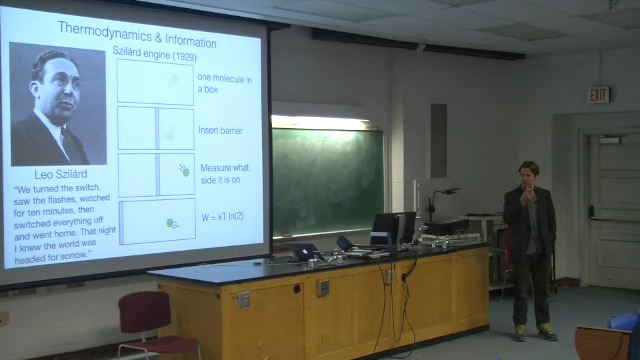 Thermodynamics & Information
Szilárd engine (1929)
one molecule in
a box
Insert barrier
Measure what
side it is on
W = kT ln(2)
Leo Szilárd
"We turned the switch,
saw the flashes, watched
for ten minutes, then
switched everything off
and went home. That night
I knew the world was
headed for sorrow."
EXIT